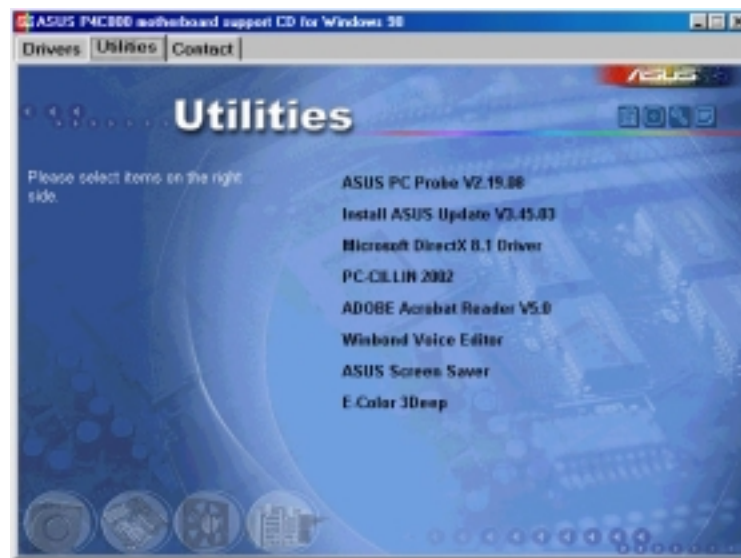 ASUS P4C800 motherboard support CD for Windows 98
Drivers Utilities Contact
ASUS
Utilities
Please select items on the right
side.
ASUS PC Probe V2.19.08
Install ASUS Update V3.45.03
Microsoft DirectX 8.1 Driver
PC-CILLIN 2002
ADOBE Acrobat Reader V5.0
Winbond Voice Editor
ASUS Screen Saver
E-Color 3Deep